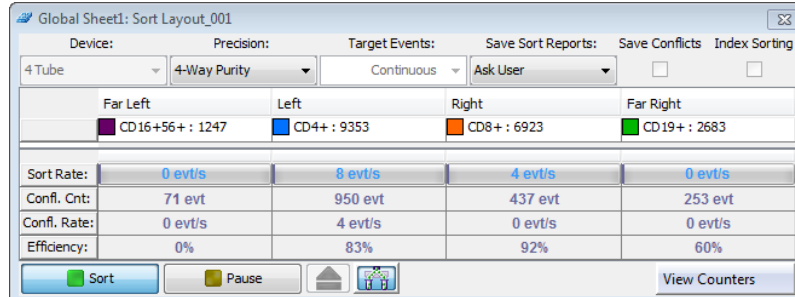 Global Sheet1: Sort Layout_001
Device: Precision: Target Events: Save Sort Reports: Save Conflicts Index Sorting
4 Tube 4-Way Purity Continuous Ask User
Far Left Left Right Far Right
CD16+56+ : 1247 CD4+ : 9353 CD8+ : 6923 CD19+ : 2683
Sort Rate: 0 evt/s 8 evt/s 4 evt/s 0 evt/s
Confl. Cnt: 71 evt 950 evt 437 evt 253 evt
Confl. Rate: 0 evt/s 4 evt/s 0 evt/s 0 evt/s
Efficiency: 0% 83% 92% 60%
Sort Pause View Counters